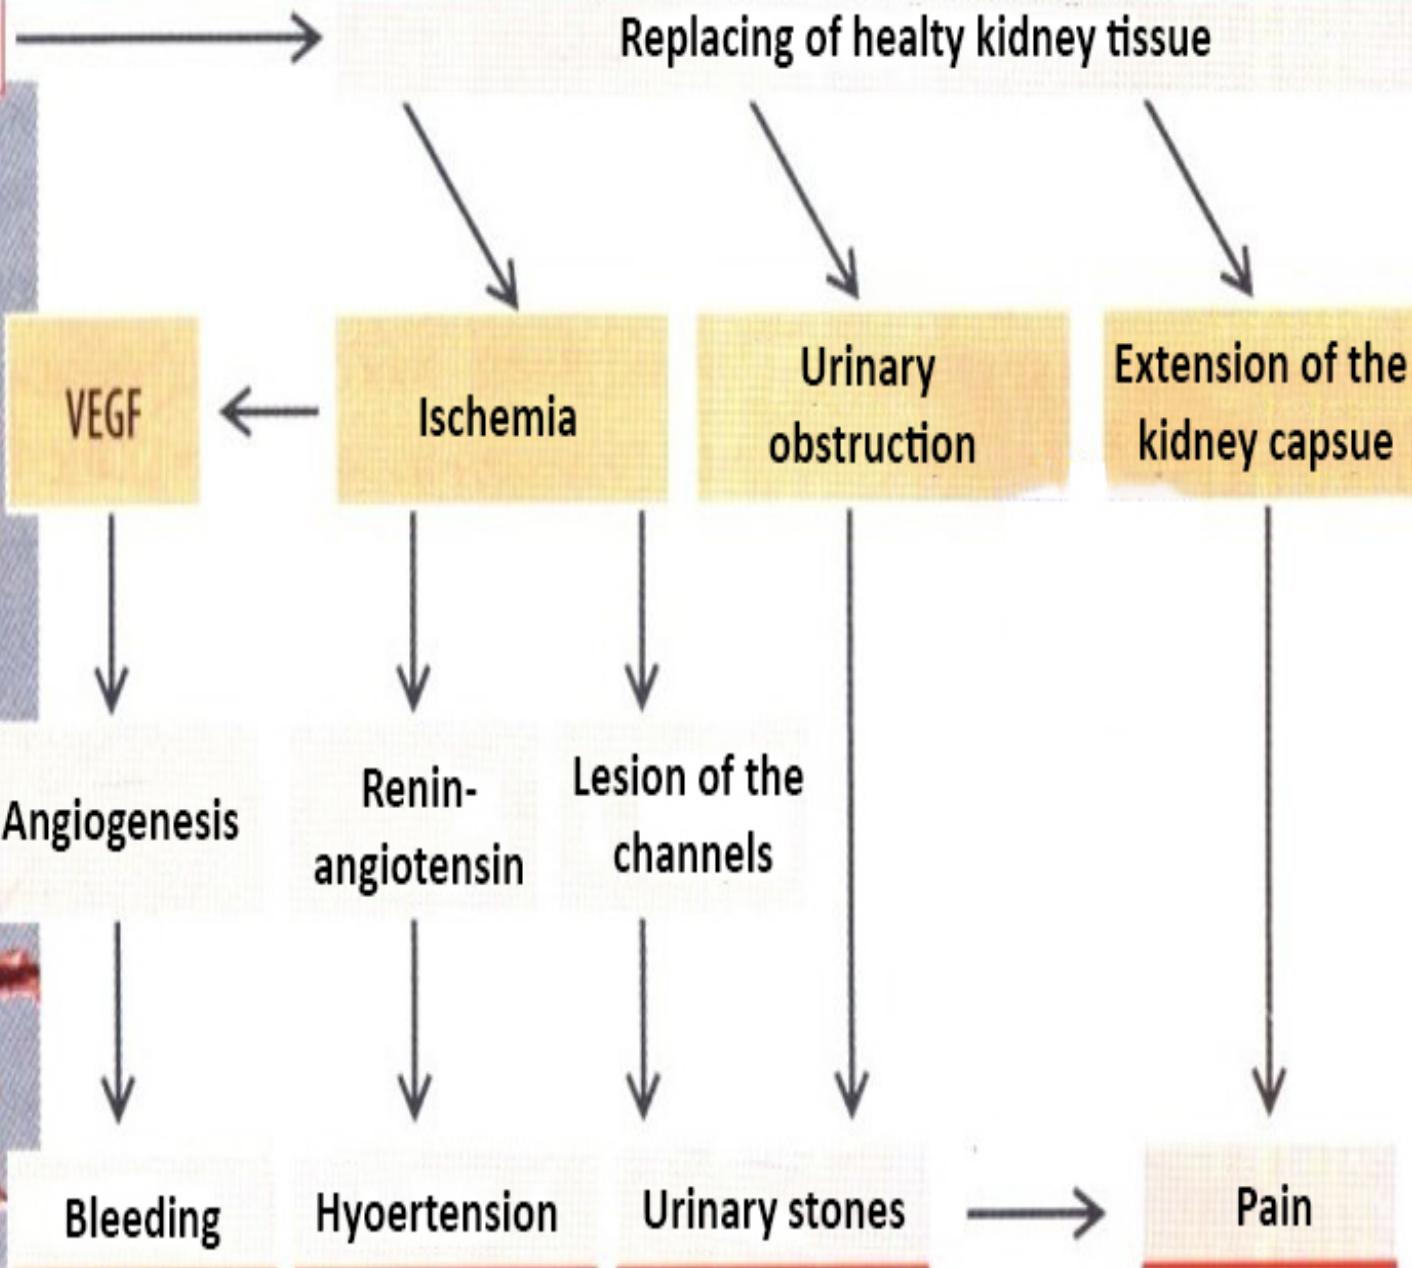 Replacing of healty kidney tissue
VEGF
Ischemia
Urinary
obstruction
Extension of the
kidney capsue
Angiogenesis
Renin-
angiotensin
Lesion of the
channels
Bleeding
Hyoertension
Urinary stones
Pain